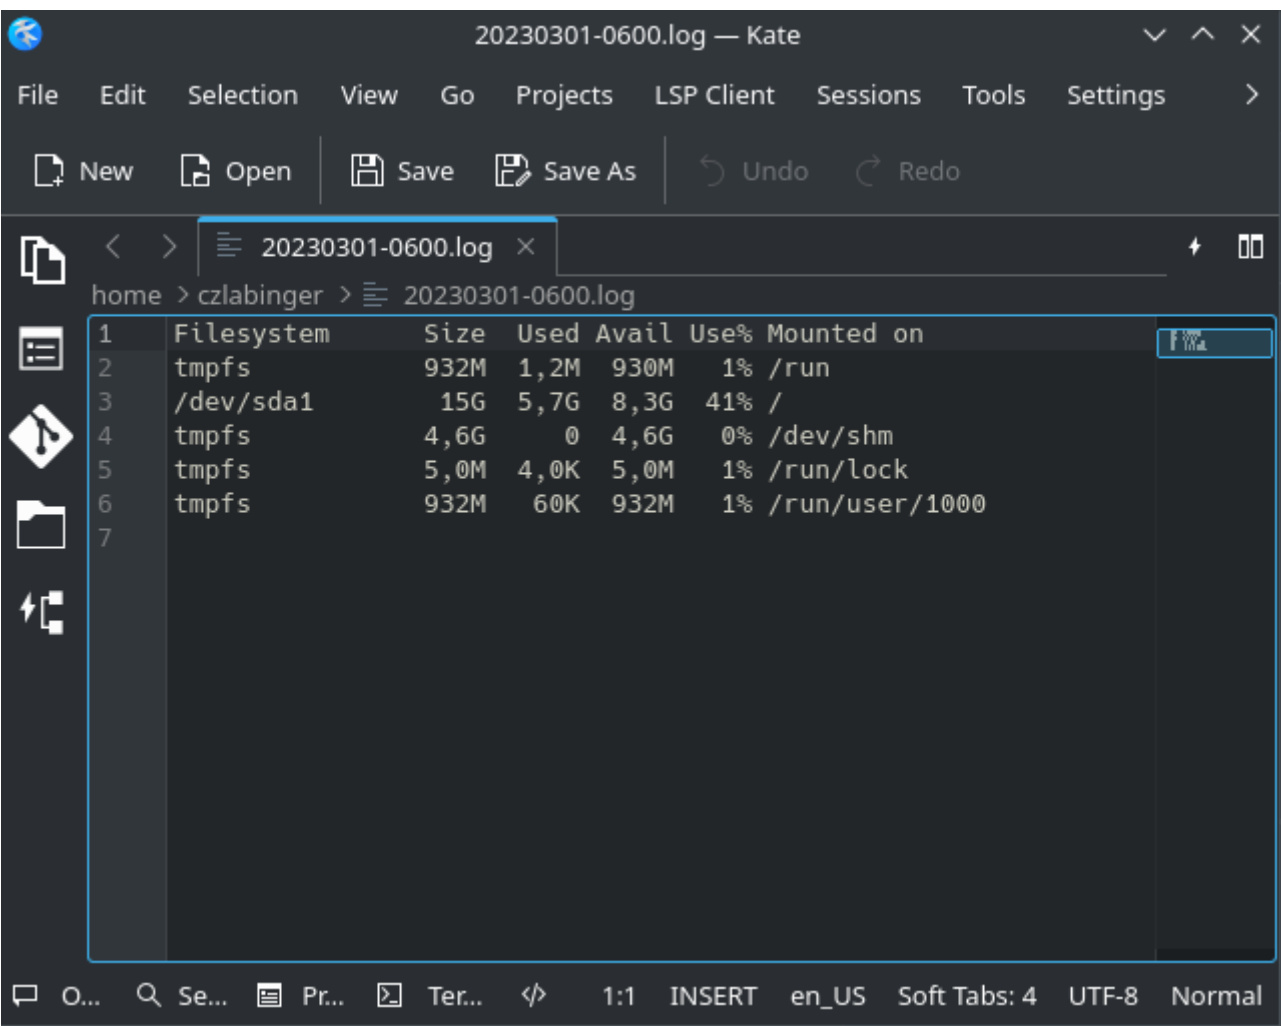 20230301-0600.log — Kate
File Edit Selection View Go Projects LSP Client Sessions Tools Settings
New Open Save Save As Undo Redo
20230301-0600.log
home > czlabinger > 20230301-0600.log
1 Filesystem      Size  Used Avail Use% Mounted on
2 tmpfs           932M  1,2M  930M   1% /run
3 /dev/sda1        15G  5,7G  8,3G  41% /
4 tmpfs           4,6G     0  4,6G   0% /dev/shm
5 tmpfs           5,0M  4,0K  5,0M   1% /run/lock
6 tmpfs           932M   60K  932M   1% /run/user/1000
7
O... Se... Pr... Ter... 1:1 INSERT en_US Soft Tabs: 4 UTF-8 Normal